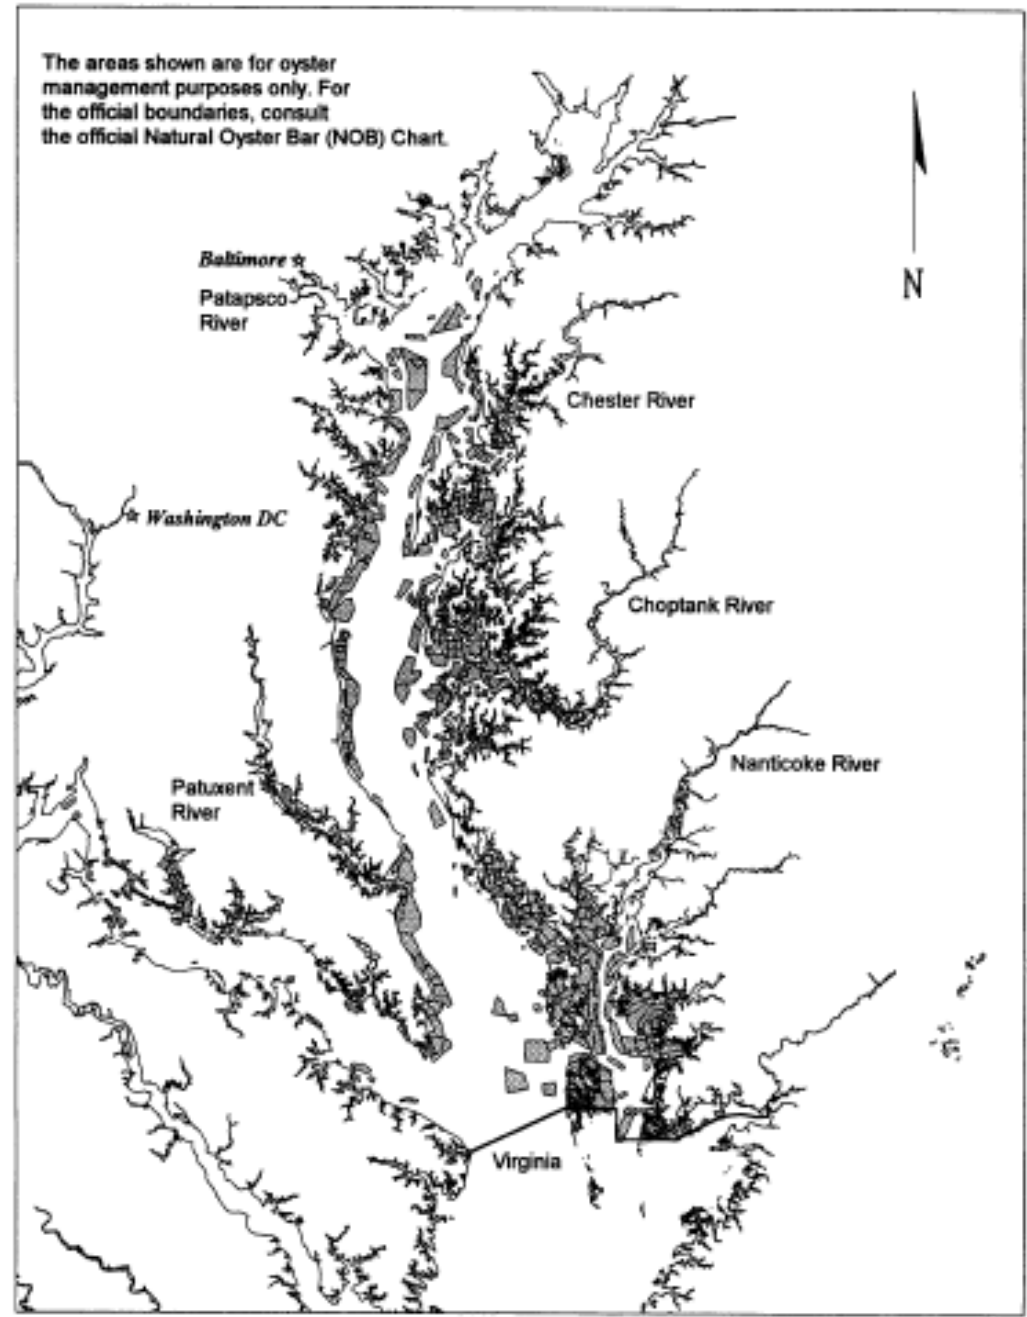 The areas shown are for oyster
management purposes only. For
the official boundaries, consult
the official Natural Oyster Bar (NOB) Chart.
Baltimore
Patapsco
River
N
Chester River
Washington DC
Choptank River
Nanticoke River
Patuxent
River
Virginia